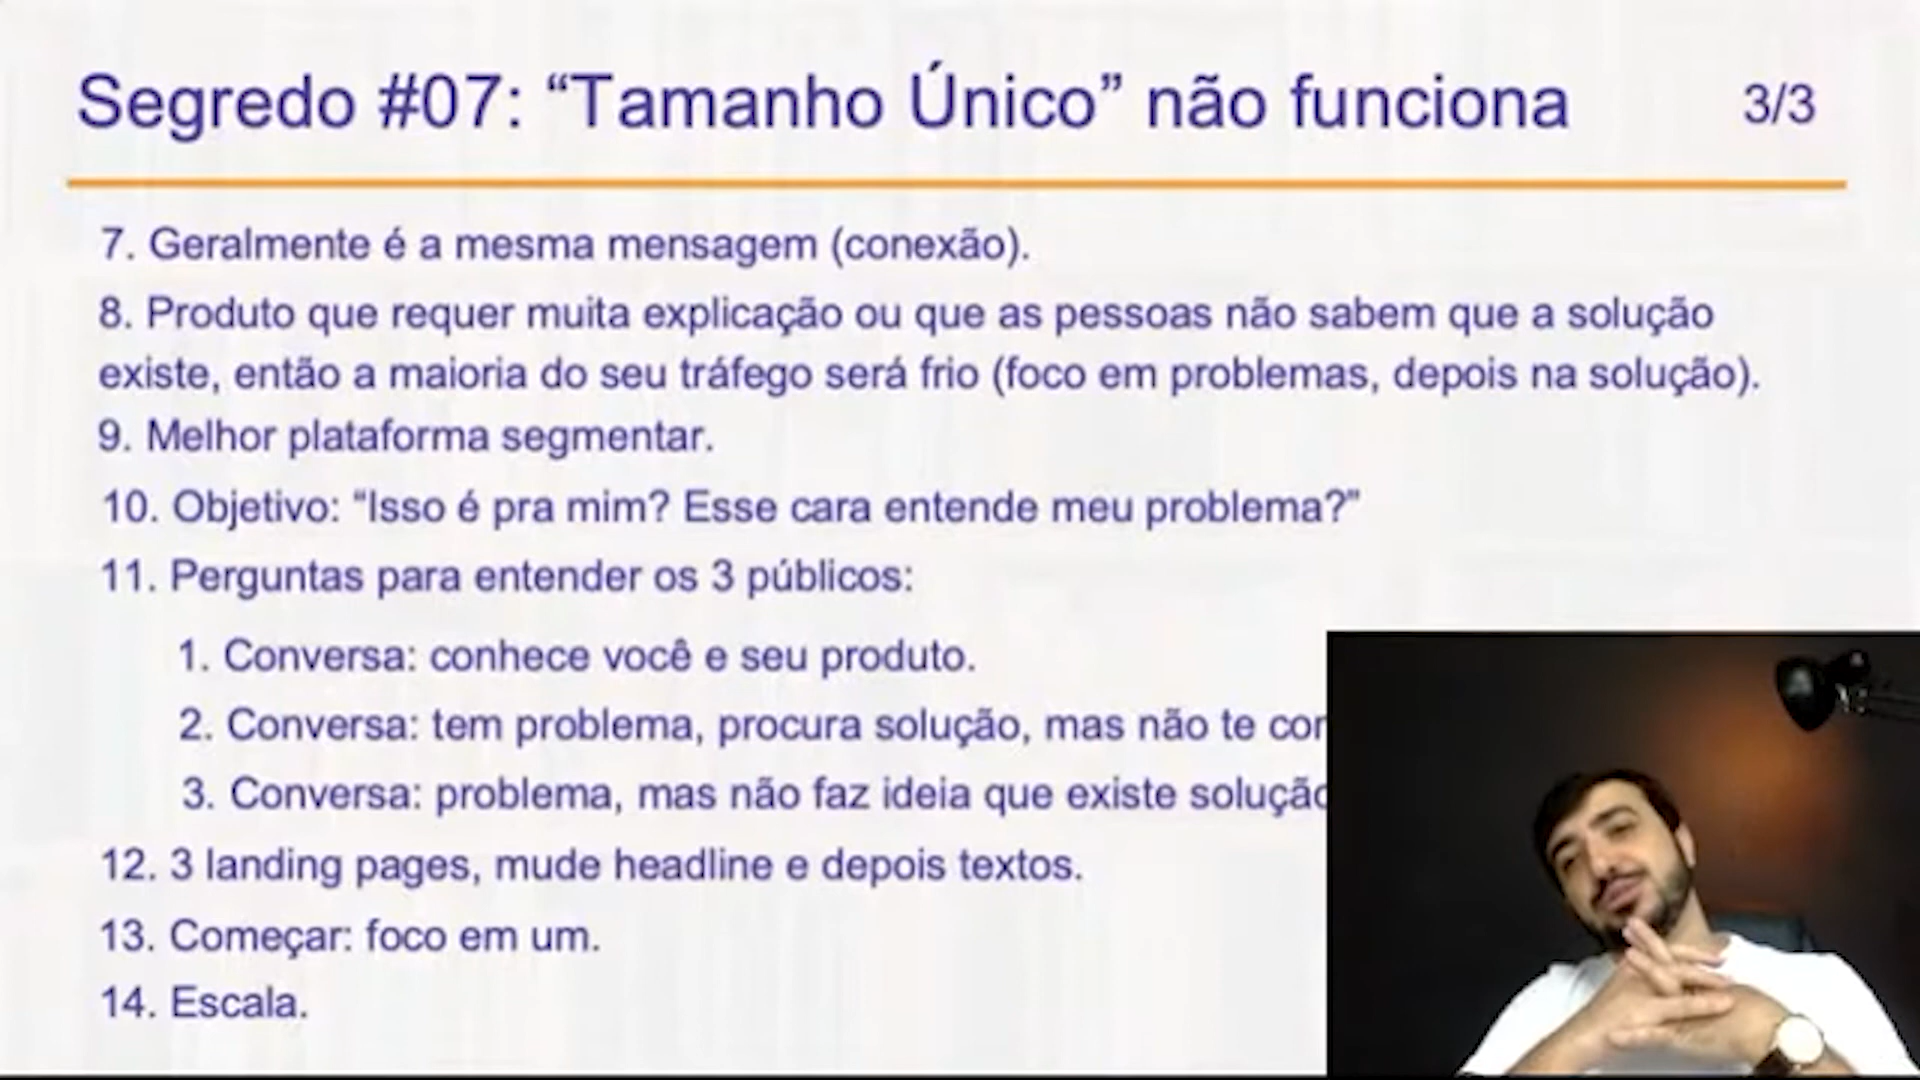 Segredo #07: “Tamanho Único” não funciona 3/3
7. Geralmente é a mesma mensagem (conexão).
8. Produto que requer muita explicação ou que as pessoas não sabem que a solução
existe, então a maioria do seu tráfego será frio (foco em problemas, depois na solução).
9. Melhor plataforma segmentar.
10. Objetivo: “Isso é pra mim? Esse cara entende meu problema?”
11. Perguntas para entender os 3 públicos:
1. Conversa: conhece você e seu produto.
2. Conversa: tem problema, procura solução, mas não te
3. Conversa: problema, mas não faz ideia que existe solução
12. 3 landing pages, mude headline e depois textos.
13. Começar: foco em um.
14. Escala.